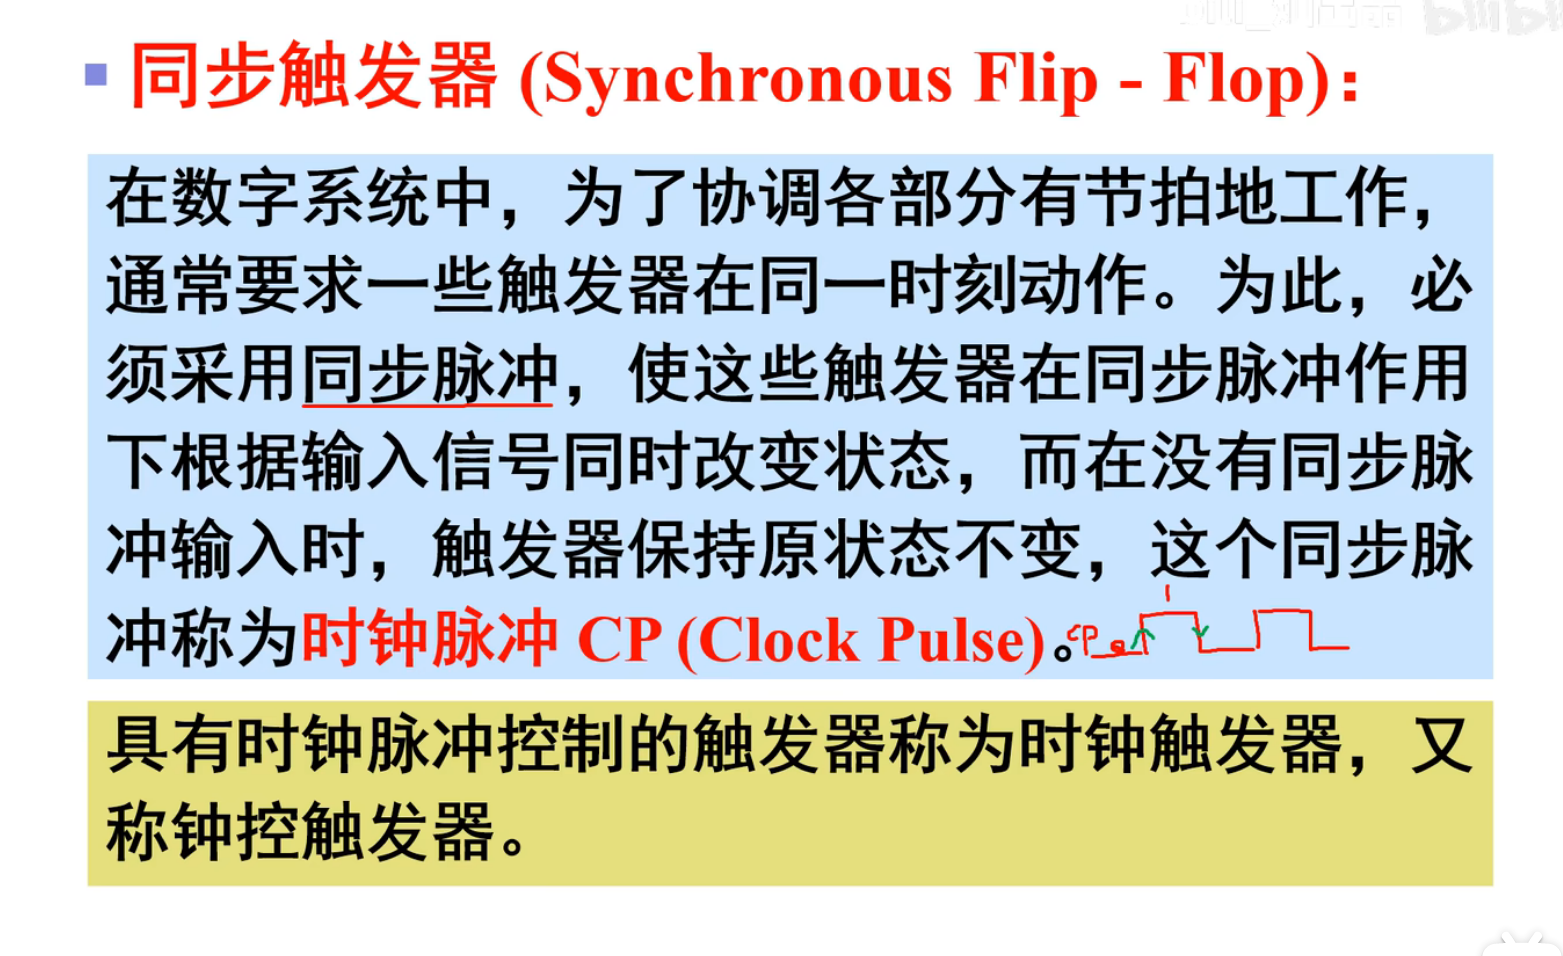 同步触发器 (Synchronous Flip - Flop)：
在数字系统中，为了协调各部分有节拍地工作，
通常要求一些触发器在同一时刻动作。为此，必
须采用同步脉冲，使这些触发器在同步脉冲作用
下根据输入信号同时改变状态，而在没有同步脉
冲输入时，触发器保持原状态不变，这个同步脉
冲称为时钟脉冲 CP (Clock Pulse)。CP
具有时钟脉冲控制的触发器称为时钟触发器，又
称钟控触发器。